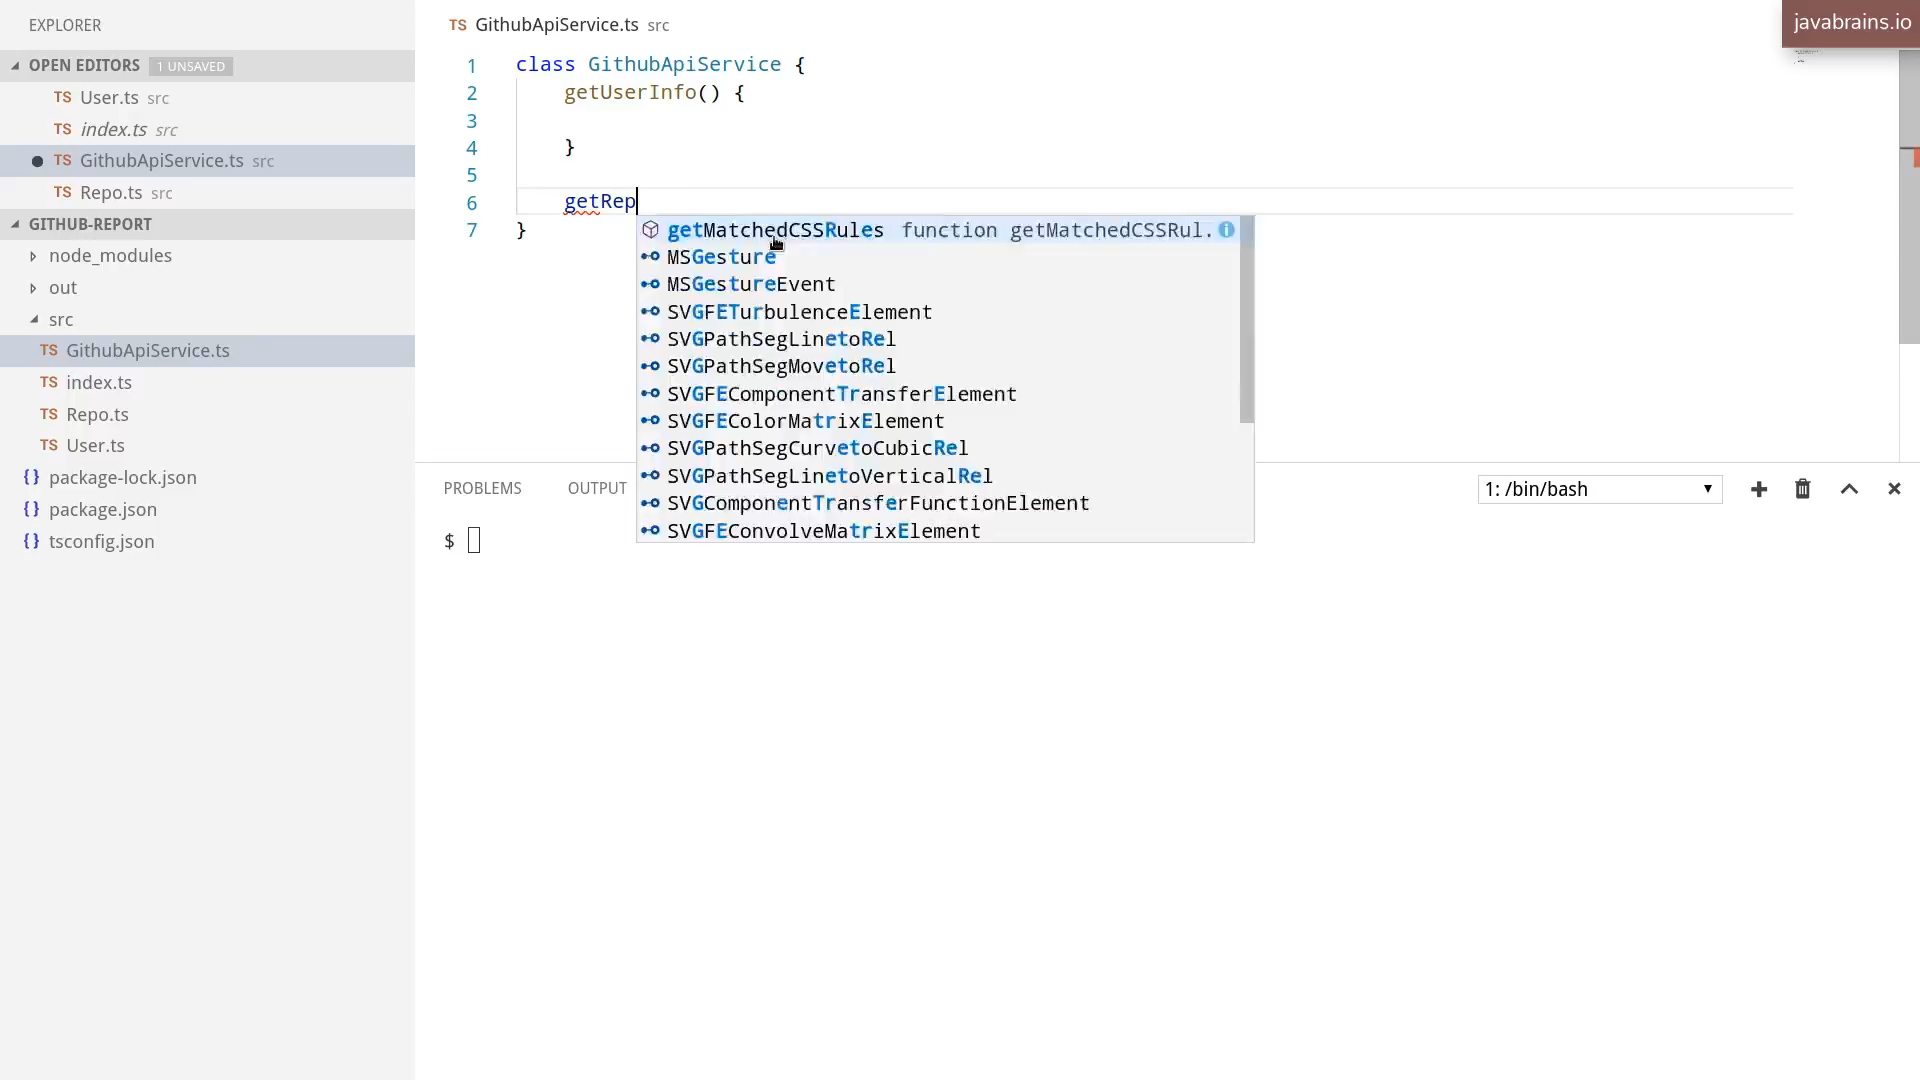 EXPLORER
OPEN EDITORS 1 UNSAVED
TS User.ts src
TS index.ts src
TS GithubApiService.ts src
TS Repo.ts src
GITHUB-REPORT
node_modules
out
src
TS GithubApiService.ts
TS index.ts
TS Repo.ts
TS User.ts
{} package-lock.json
{} package.json
{} tsconfig.json
TS GithubApiService.ts src
javabrains.io
1 class GithubApiService {
2 getUserInfo() {
3
4 }
5
6 getRep
7 }
getMatchedCSSRules function getMatchedCSSRul.
MSGesture
MSGestureEvent
SVGFETurbulenceElement
SVGPathSegLinetoRel
SVGPathSegMovetoRel
SVGFEComponentTransferElement
SVGFEColorMatrixElement
SVGPathSegCurvetoCubicRel
SVGPathSegLinetoVerticalRel
SVGComponentTransferFunctionElement
SVGFEConvolveMatrixElement
PROBLEMS OUTPUT 1: /bin/bash
$